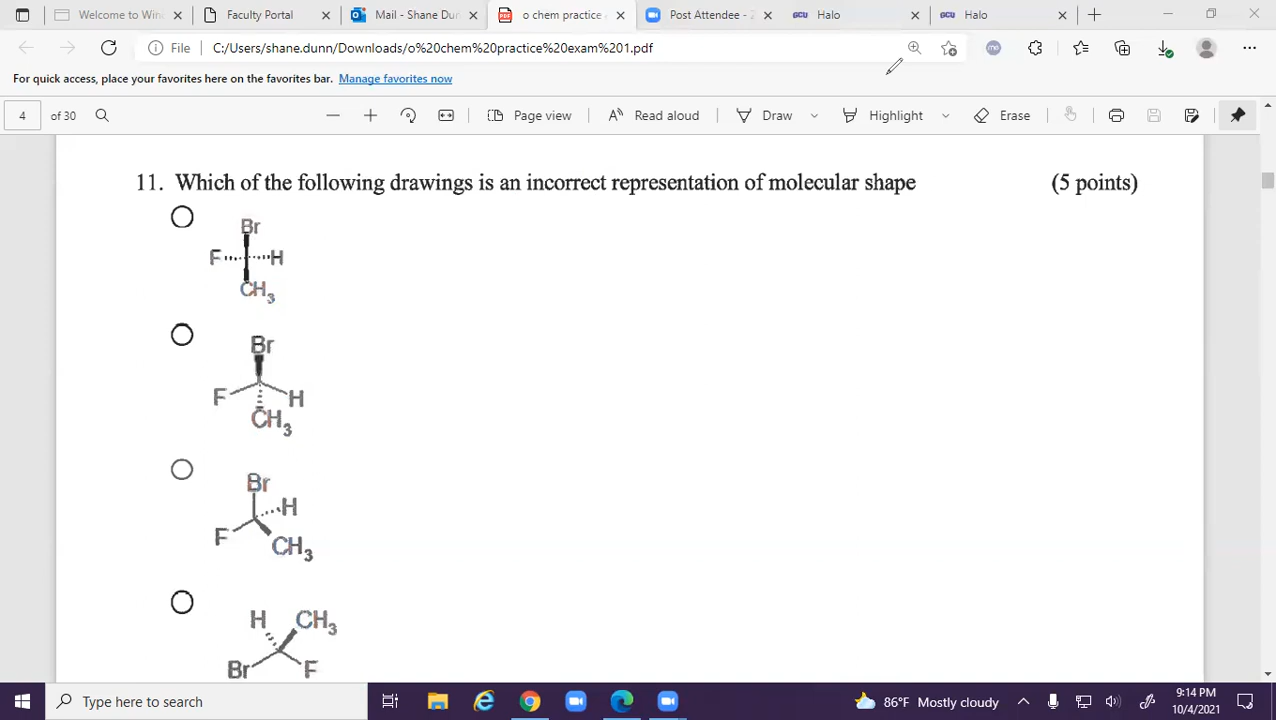 Welcome to Win
Faculty Portal
Mail - Shane Dun
PDF
o chem practice e
Post Attendee - Z
GCU
Halo
GCU
Halo
File
C:/Users/shane.dunn/Downloads/o%20chem%20practice%20exam%201.pdf
For quick access, place your favorites here on the favorites bar. Manage favorites now
4 of 30
Page view
Read aloud
Draw
Highlight
Erase
11. Which of the following drawings is an incorrect representation of molecular shape (5 points)
Br
F H
CH3
Br
F H
CH3
Br
H
F
CH3
H CH3
Br F
Type here to search
86°F Mostly cloudy
9:14 PM
10/4/2021